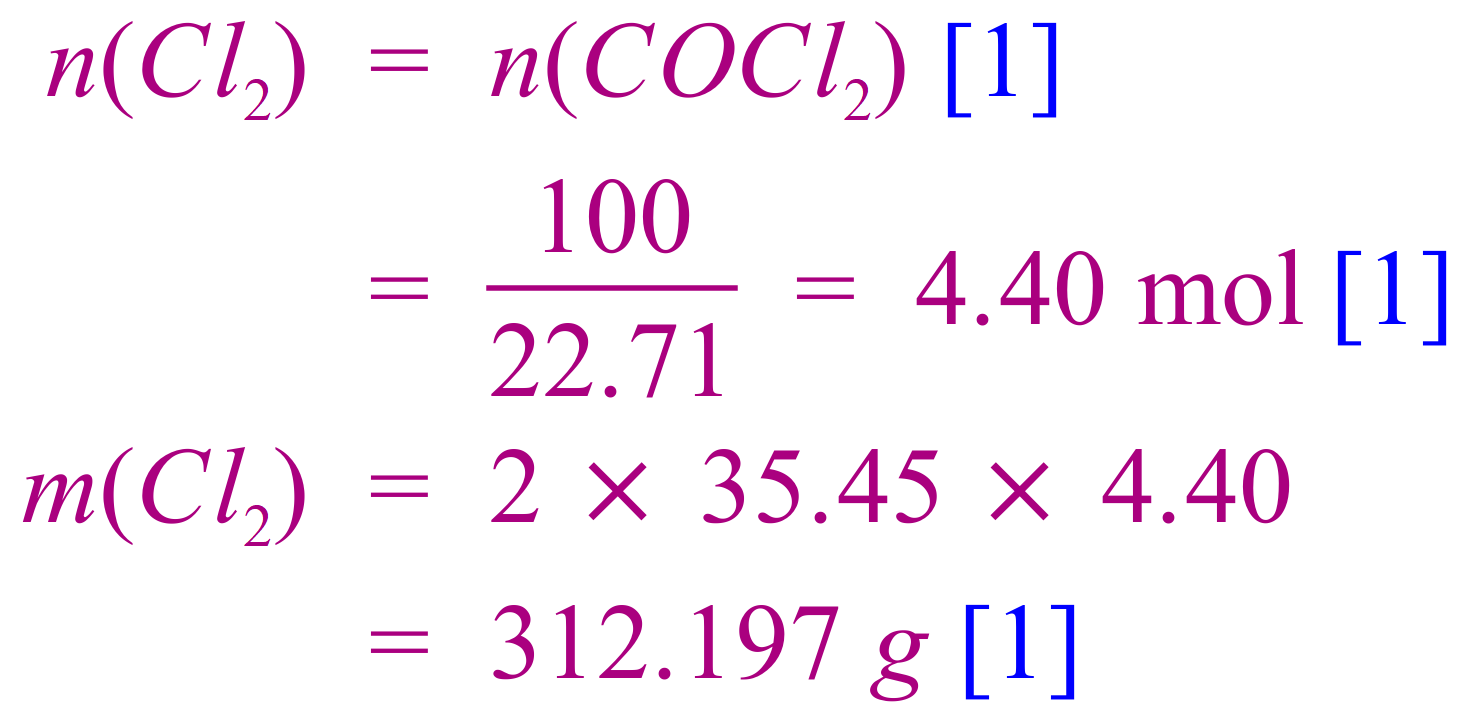 n(Cl₂) = n(COCl₂) [1]
= 100/22.71 = 4.40 mol [1]
m(Cl₂) = 2 × 35.45 × 4.40
= 312.197 g [1]